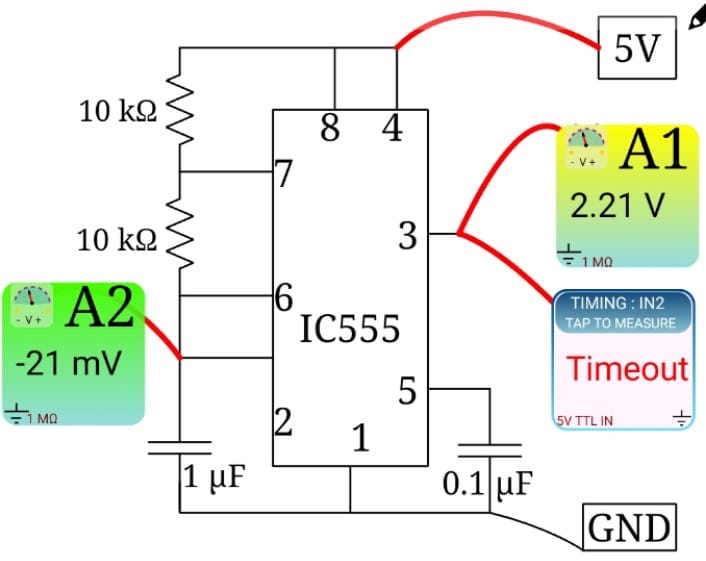 5V
10 kΩ
8 4
- V +
A1
2.21 V
1 MΩ
7
3
10 kΩ
6
IC555
- V +
A2
-21 mV
1 MΩ
TIMING : IN2
TAP TO MEASURE
Timeout
5V TTL IN
5
2
1
1 µF
0.1 µF
GND